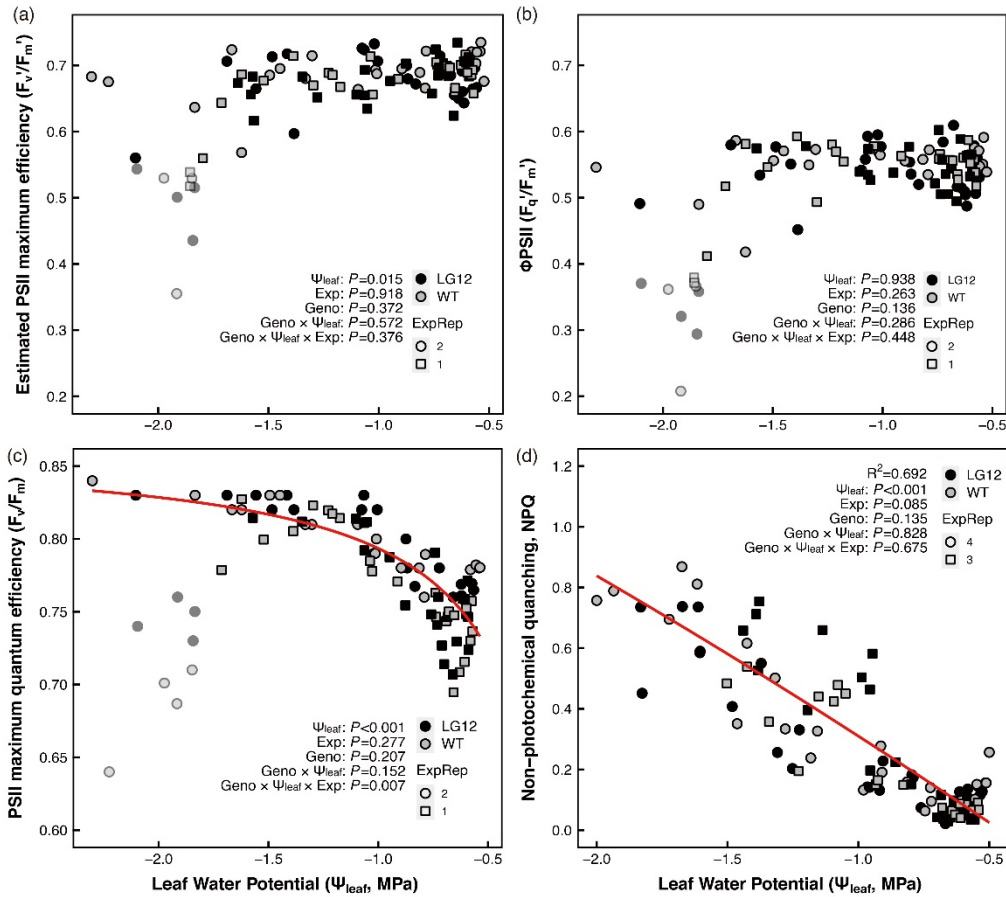 (a)
Estimated PSII maximum efficiency (Fv'/Fm')
0.7
0.6
0.5
0.4
0.3
0.2
Ψleaf: P=0.015
Exp: P=0.918
Geno: P=0.372
Geno × Ψleaf: P=0.572
Geno × Ψleaf × Exp: P=0.376
LG12
WT
ExpRep
2
1
−2.0 −1.5 −1.0 −0.5
(b)
ΦPSII (Fq'/Fm')
0.7
0.6
0.5
0.4
0.3
0.2
Ψleaf: P=0.938
Exp: P=0.263
Geno: P=0.136
Geno × Ψleaf: P=0.286
Geno × Ψleaf x Exp: P=0.448
LG12
WT
ExpRep
2
1
−2.0 −1.5 −1.0 −0.5
(c)
PSII maximum quantum efficiency (Fv/Fm)
0.85
0.80
0.75
0.70
0.65
0.60
Ψleaf: P<0.001
Exp: P=0.277
Geno: P=0.207
Geno × Ψleaf: P=0.152
Geno × Ψleaf x Exp: P=0.007
LG12
WT
ExpRep
2
1
−2.0 −1.5 −1.0 −0.5
Leaf Water Potential (Ψleaf, MPa)
(d)
Non−photochemical quanching, NPQ
1.2
1.0
0.8
0.6
0.4
0.2
0.0
R2=0.692
Ψleaf: P<0.001
Exp: P=0.085
Geno: P=0.135
Geno × Ψleaf: P=0.828
Geno × Ψleaf x Exp: P=0.675
LG12
WT
ExpRep
4
3
−2.0 −1.5 −1.0 −0.5
Leaf Water Potential (Ψleaf, MPa)